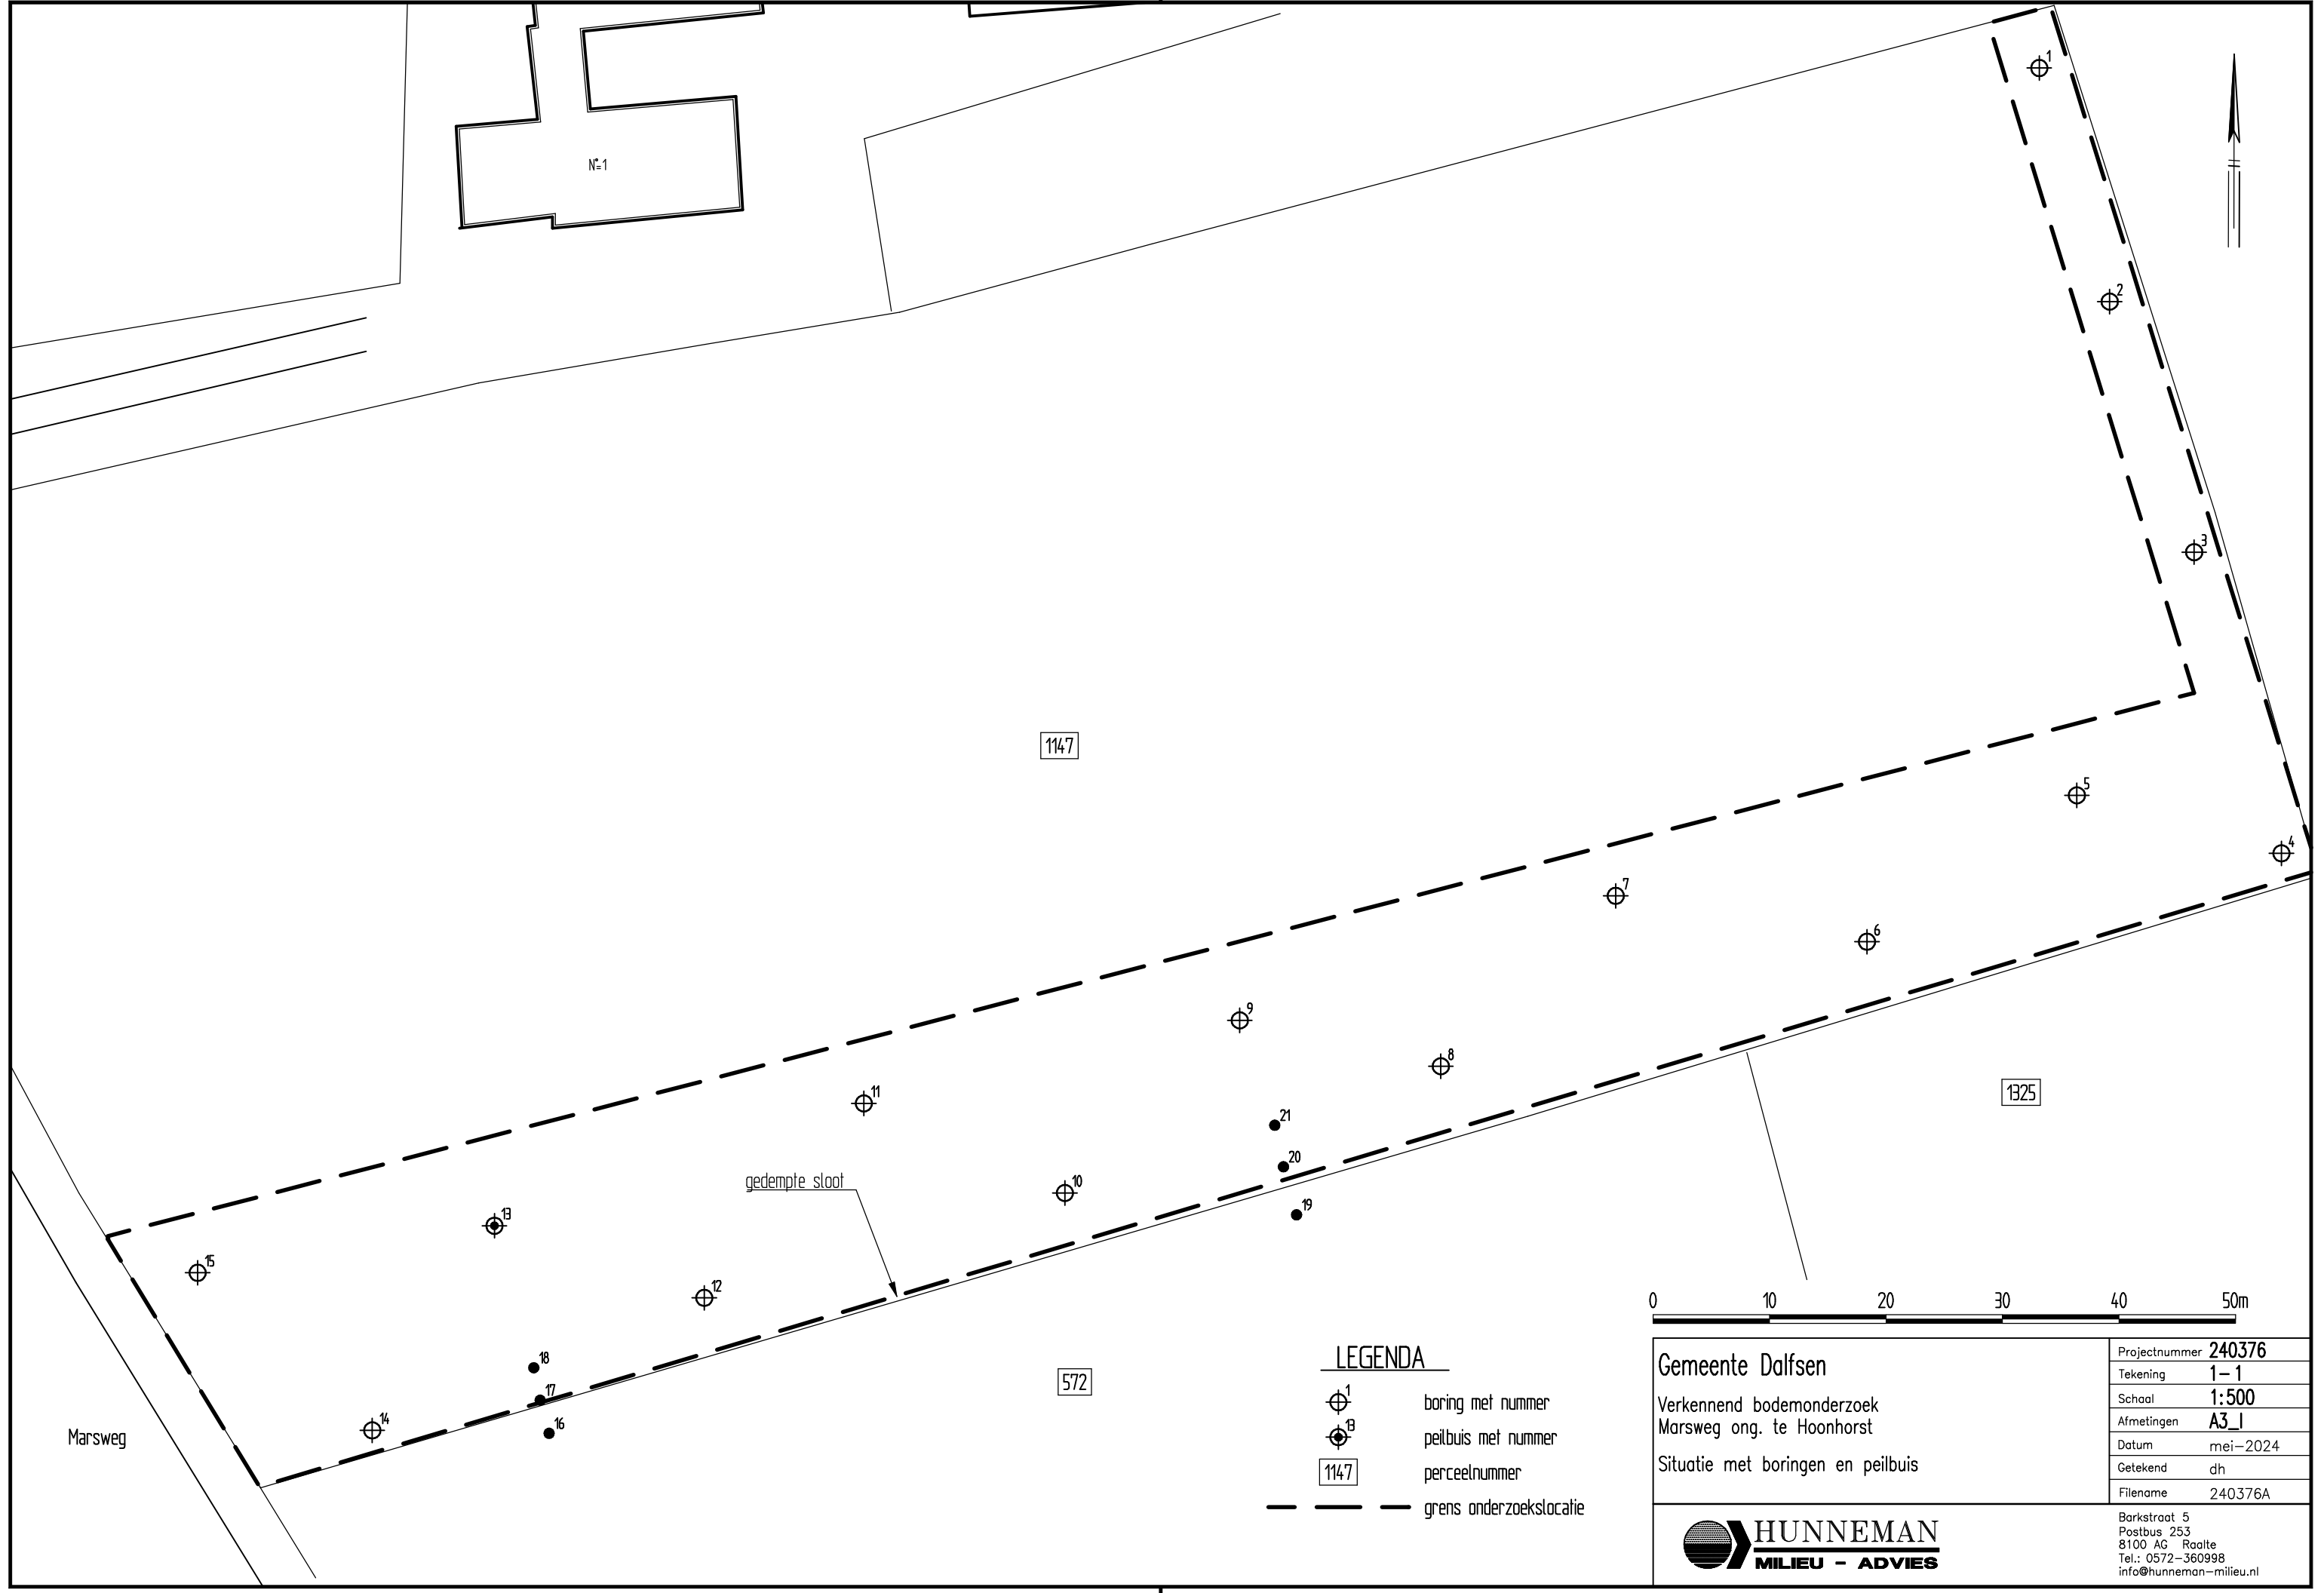 N°=1
1
2
3
1147
5
4
7
6
9
8
11
1325
21
20
gedempte sloot
10
19
13
15
12
18
17
16
14
572
Marsweg
0 10 20 30 40 50m
LEGENDA
1 boring met nummer
13 peilbuis met nummer
1147 perceelnummer
grens onderzoekslocatie
Gemeente Dalfsen
Verkennend bodemonderzoek
Marsweg ong. te Hoonhorst
Situatie met boringen en peilbuis
Projectnummer 240376
Tekening 1-1
Schaal 1:500
Afmetingen A3_l
Datum mei-2024
Getekend dh
Filename 240376A
HUNNEMAN
MILIEU - ADVIES
Barkstraat 5
Postbus 253
8100 AG Raalte
Tel.: 0572-360998
info@hunneman-milieu.nl